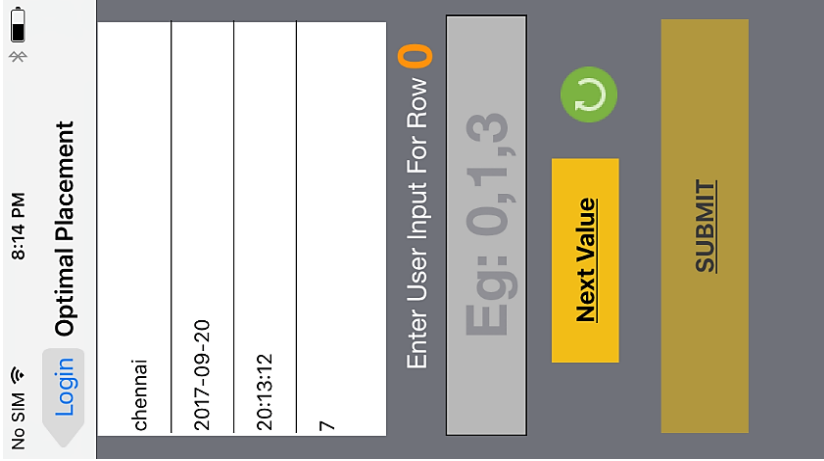 No SIM 8:14 PM
Login Optimal Placement
chennai
2017-09-20
20:13:12
7
Enter User Input For Row 0
Eg: 0,1,3
Next Value
SUBMIT